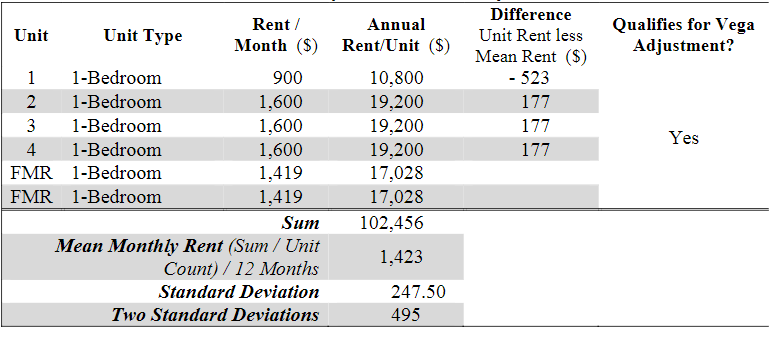 Unit Unit Type Rent / Month ($) Annual Rent/Unit ($) Difference Unit Rent less Mean Rent ($) Qualifies for Vega Adjustment?
1 1-Bedroom 900 10,800 - 523
2 1-Bedroom 1,600 19,200 177
3 1-Bedroom 1,600 19,200 177
4 1-Bedroom 1,600 19,200 177
Yes
FMR 1-Bedroom 1,419 17,028
FMR 1-Bedroom 1,419 17,028
Sum 102,456
Mean Monthly Rent (Sum / Unit
Count) / 12 Months 1,423
Standard Deviation 247.50
Two Standard Deviations 495